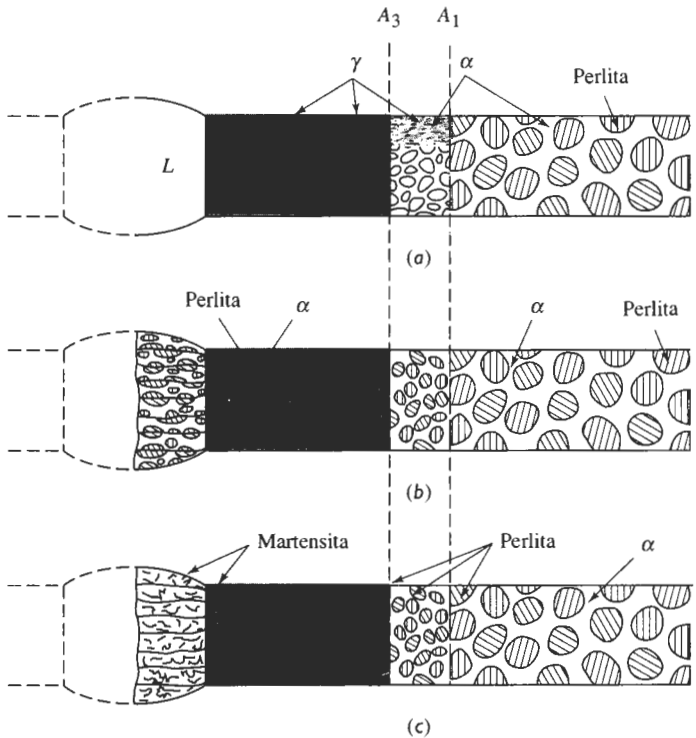 A3 A1
γ α Perlita
L
(a)
Perlita α α Perlita
(b)
Martensita Perlita α
(c)